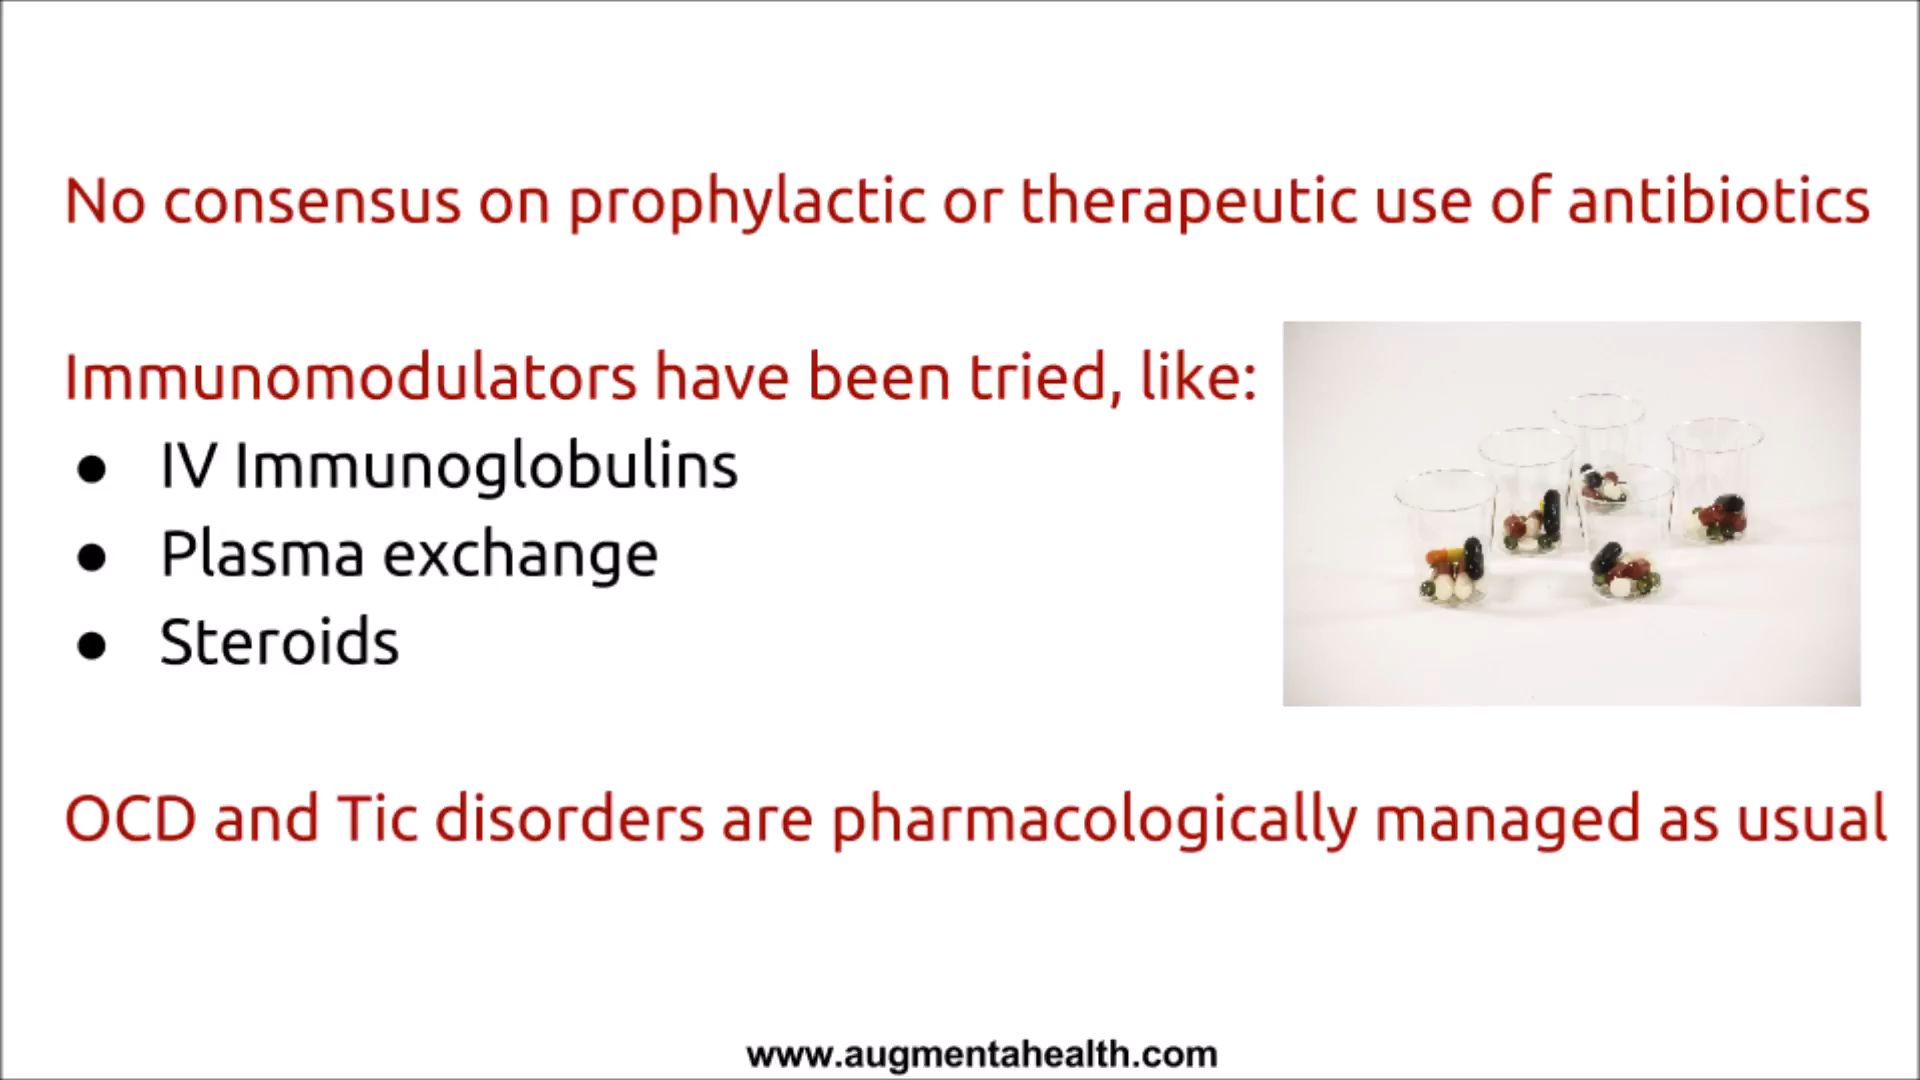 No consensus on prophylactic or therapeutic use of antibiotics
Immunomodulators have been tried, like:
● IV Immunoglobulins
● Plasma exchange
● Steroids
OCD and Tic disorders are pharmacologically managed as usual
www.augmentahealth.com